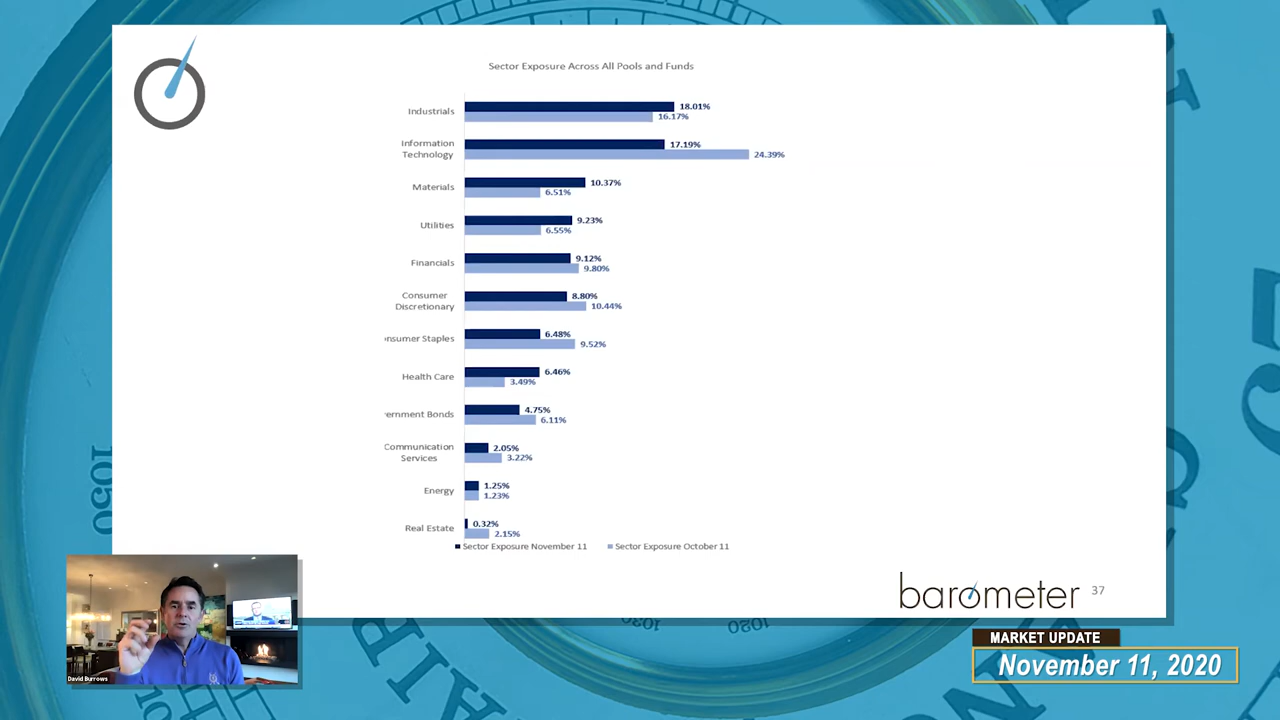 Sector Exposure Across All Pools and Funds
Industrials
18.01%
16.17%
Information
Technology
17.19%
24.39%
Materials
10.37%
6.51%
Utilities
9.23%
6.55%
Financials
9.12%
9.80%
Consumer
Discretionary
8.80%
10.44%
nsumer Staples
6.48%
9.52%
Health Care
6.46%
3.49%
ernment Bonds
4.75%
6.11%
Communication
Services
2.05%
3.22%
Energy
1.25%
1.23%
Real Estate
0.32%
2.15%
Sector Exposure November 11
Sector Exposure October 11
barometer
37
MARKET UPDATE
November 11, 2020
David Burrows
1050
1030
1020